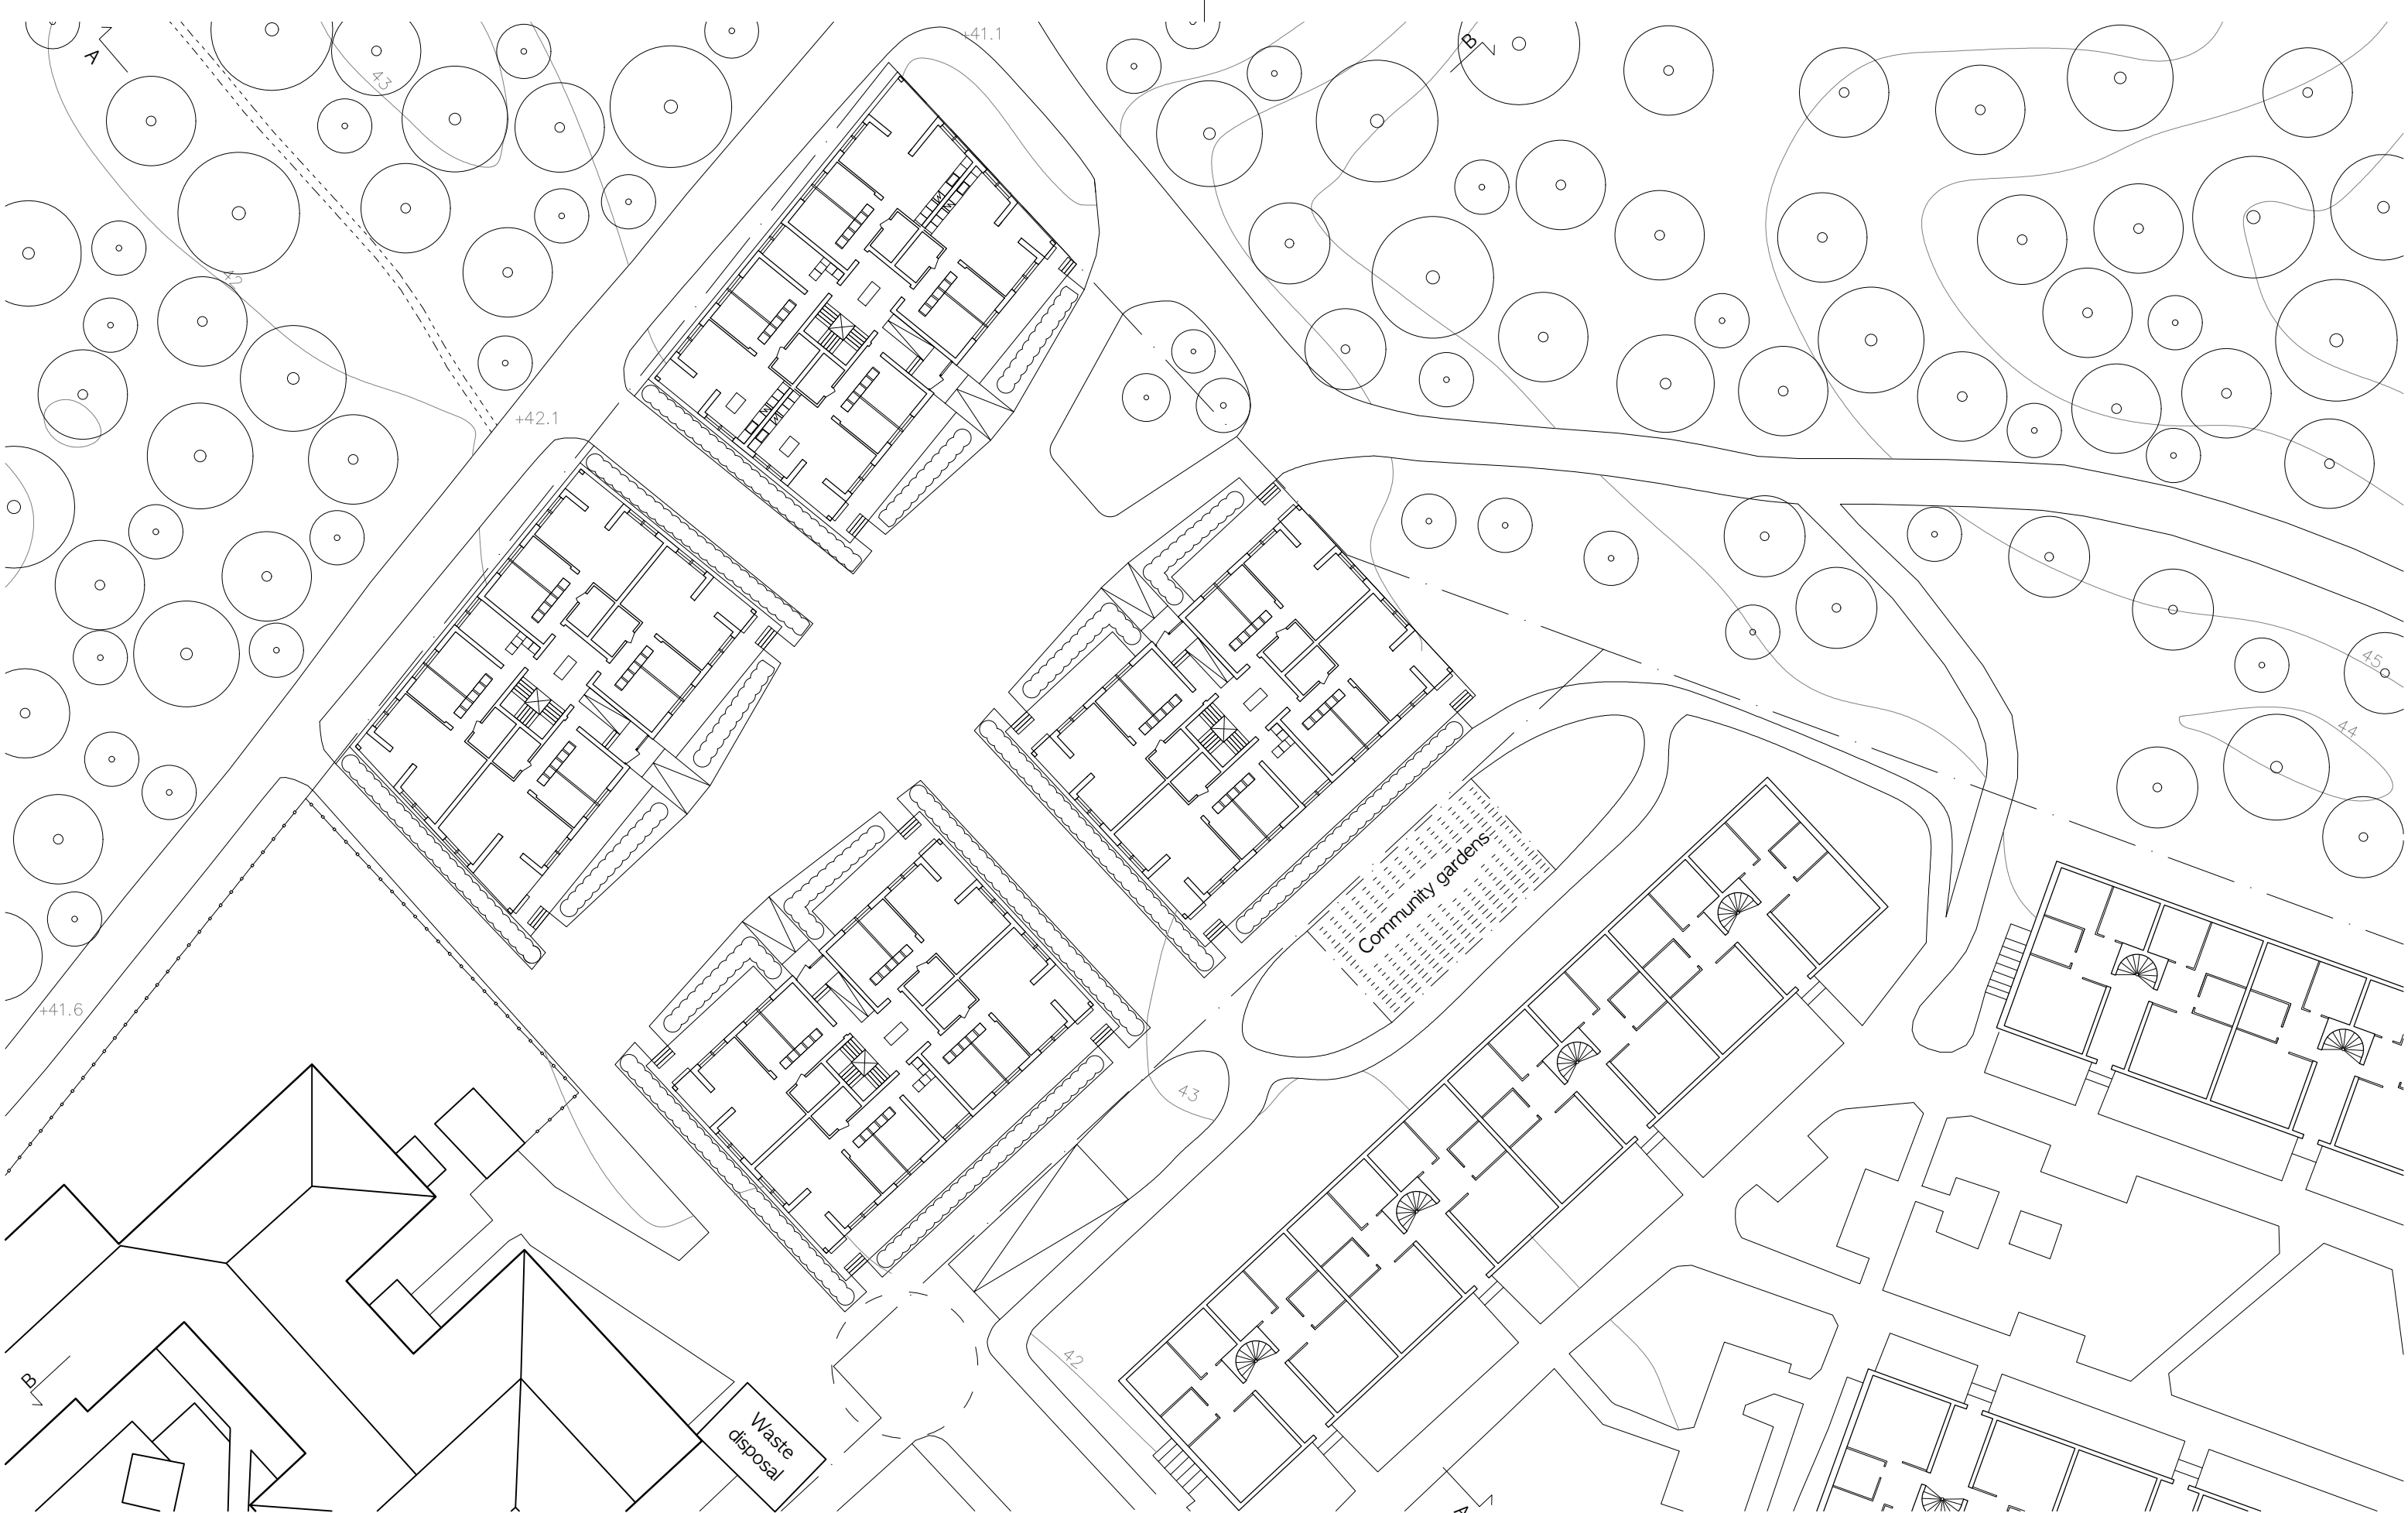 +41.1
B
A
43
42
+42.1
45
44
Community gardens
+41.6
43
42
B
Waste
disposal
A